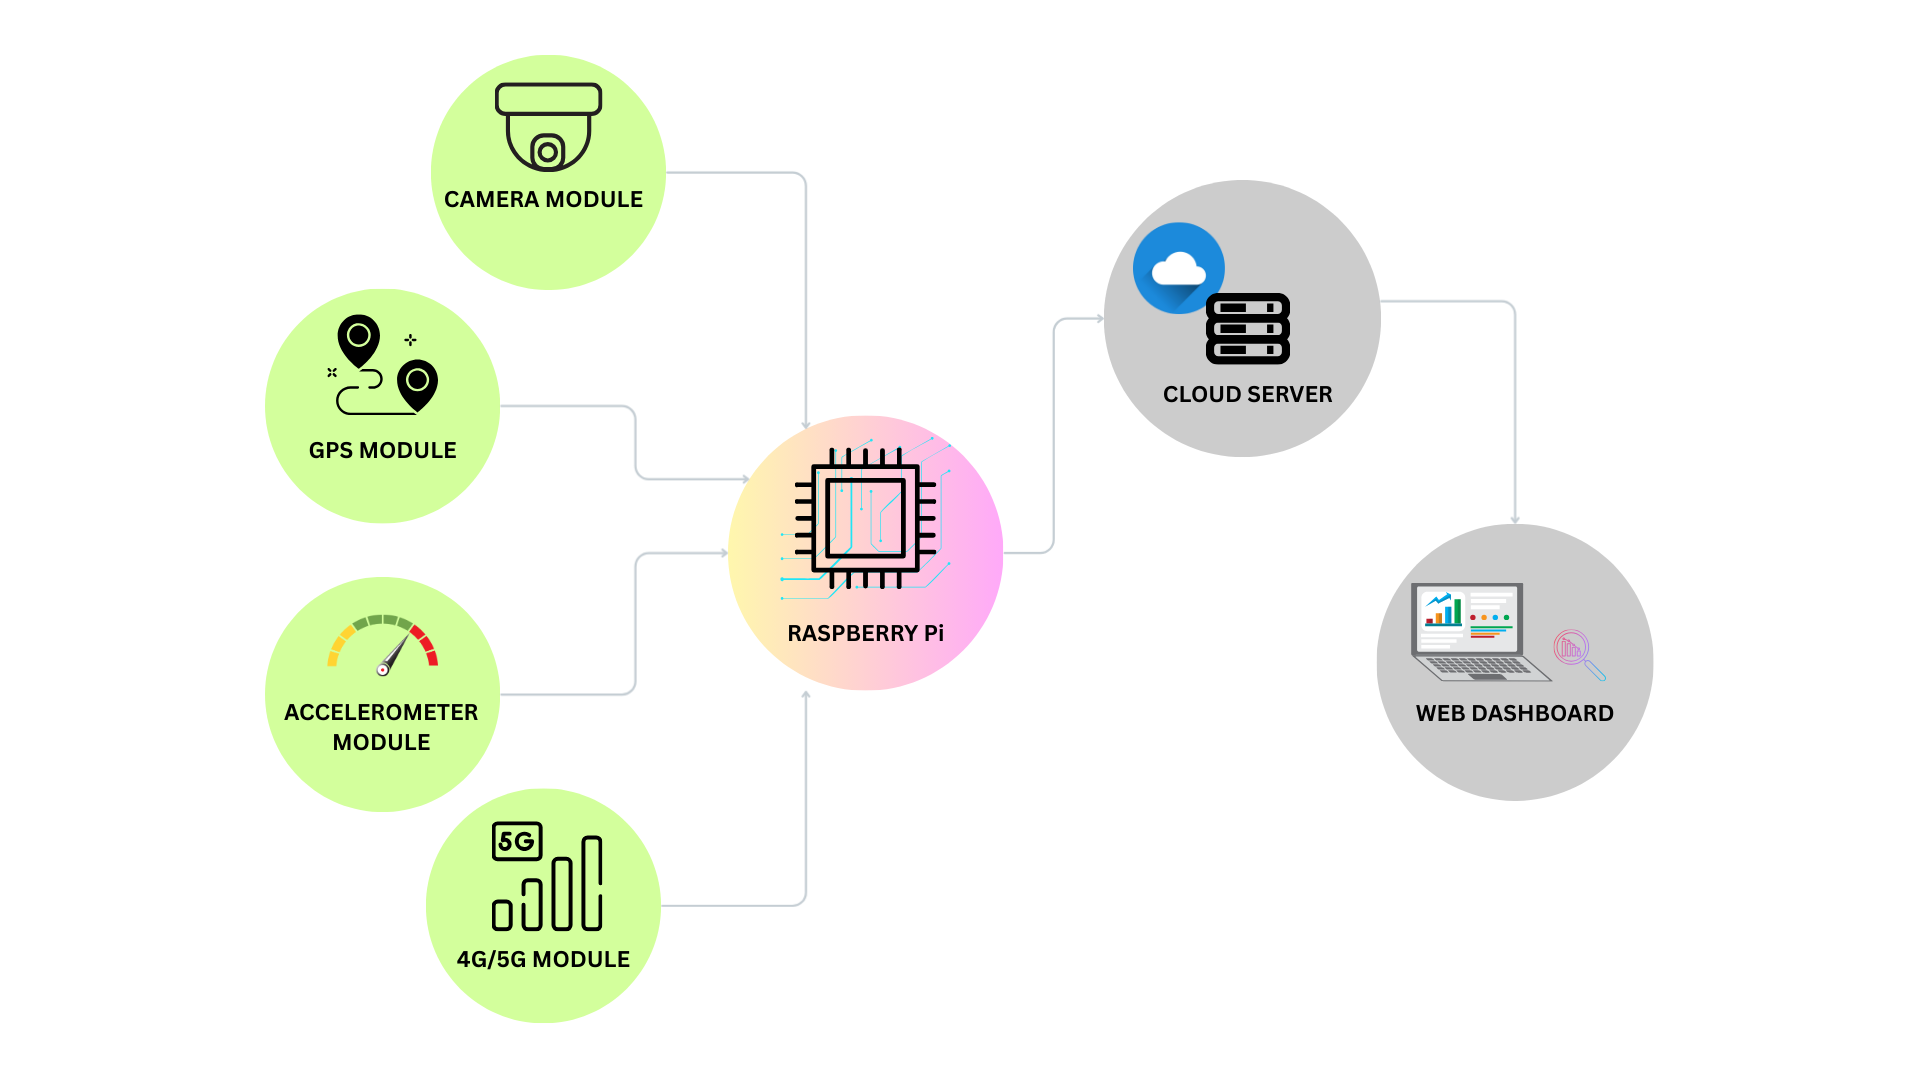 CAMERA MODULE
GPS MODULE
ACCELEROMETER
MODULE
5G
4G/5G MODULE
RASPBERRY Pi
CLOUD SERVER
WEB DASHBOARD